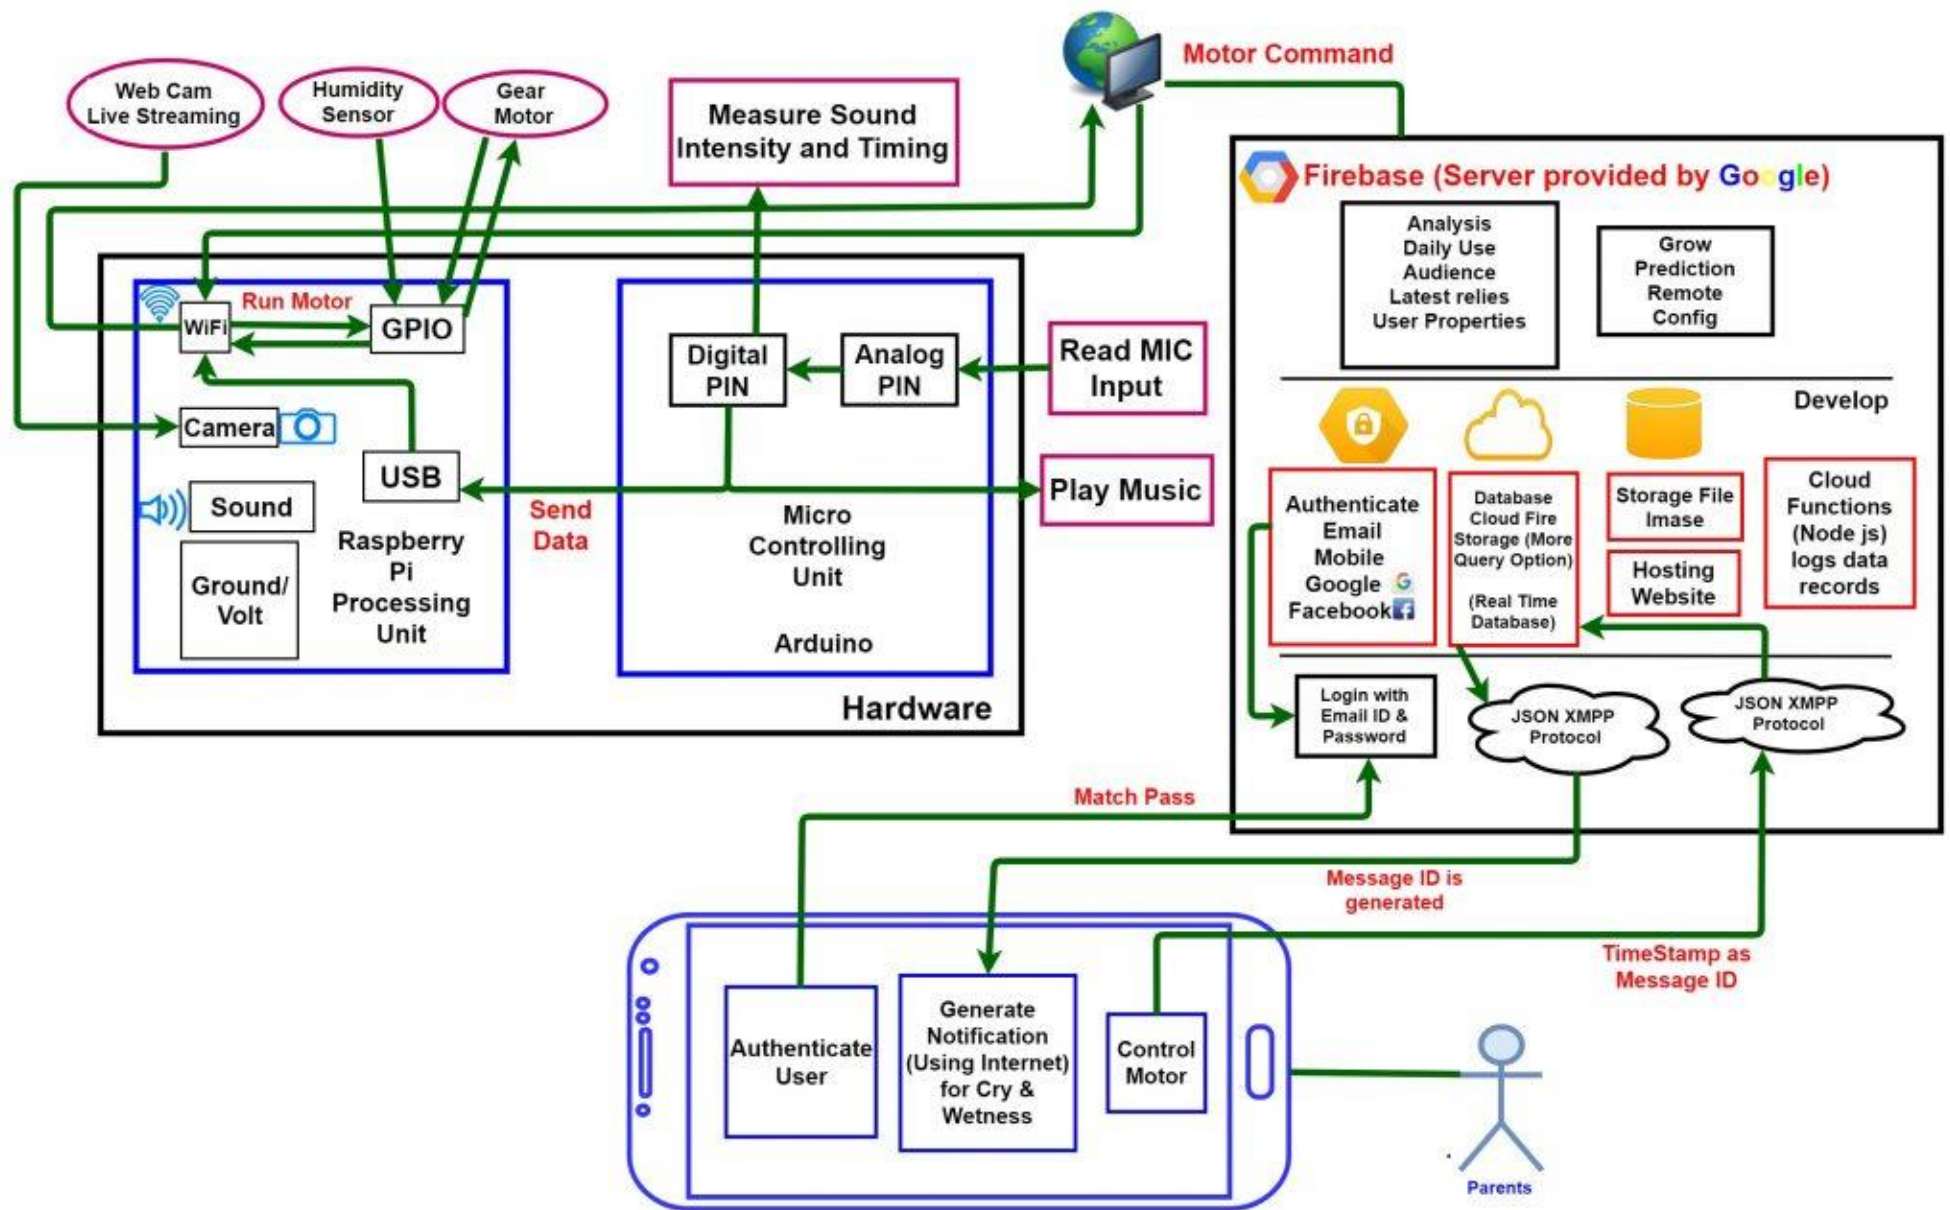 Web Cam
Live Streaming
Humidity
Sensor
Gear
Motor
Measure Sound
Intensity and Timing
Motor Command
Firebase (Server provided by Google)
Analysis
Daily Use
Audience
Latest relies
User Properties
Grow
Prediction
Remote
Config
Develop
WiFi
Run Motor
GPIO
Camera
USB
Sound
Ground/
Volt
Raspberry
Pi
Processing
Unit
Send
Data
Digital
PIN
Analog
PIN
Read MIC
Input
Play Music
Micro
Controlling
Unit
Arduino
Hardware
Authenticate
Email
Mobile
Google G
Facebook f
Database
Cloud Fire
Storage (More
Query Option)
(Real Time
Database)
Storage File
Imase
Hosting
Website
Cloud
Functions
(Node js)
logs data
records
Login with
Email ID &
Password
JSON XMPP
Protocol
JSON XMPP
Protocol
Match Pass
Message ID is
generated
TimeStamp as
Message ID
Authenticate
User
Generate
Notification
(Using Internet)
for Cry &
Wetness
Control
Motor
Parents